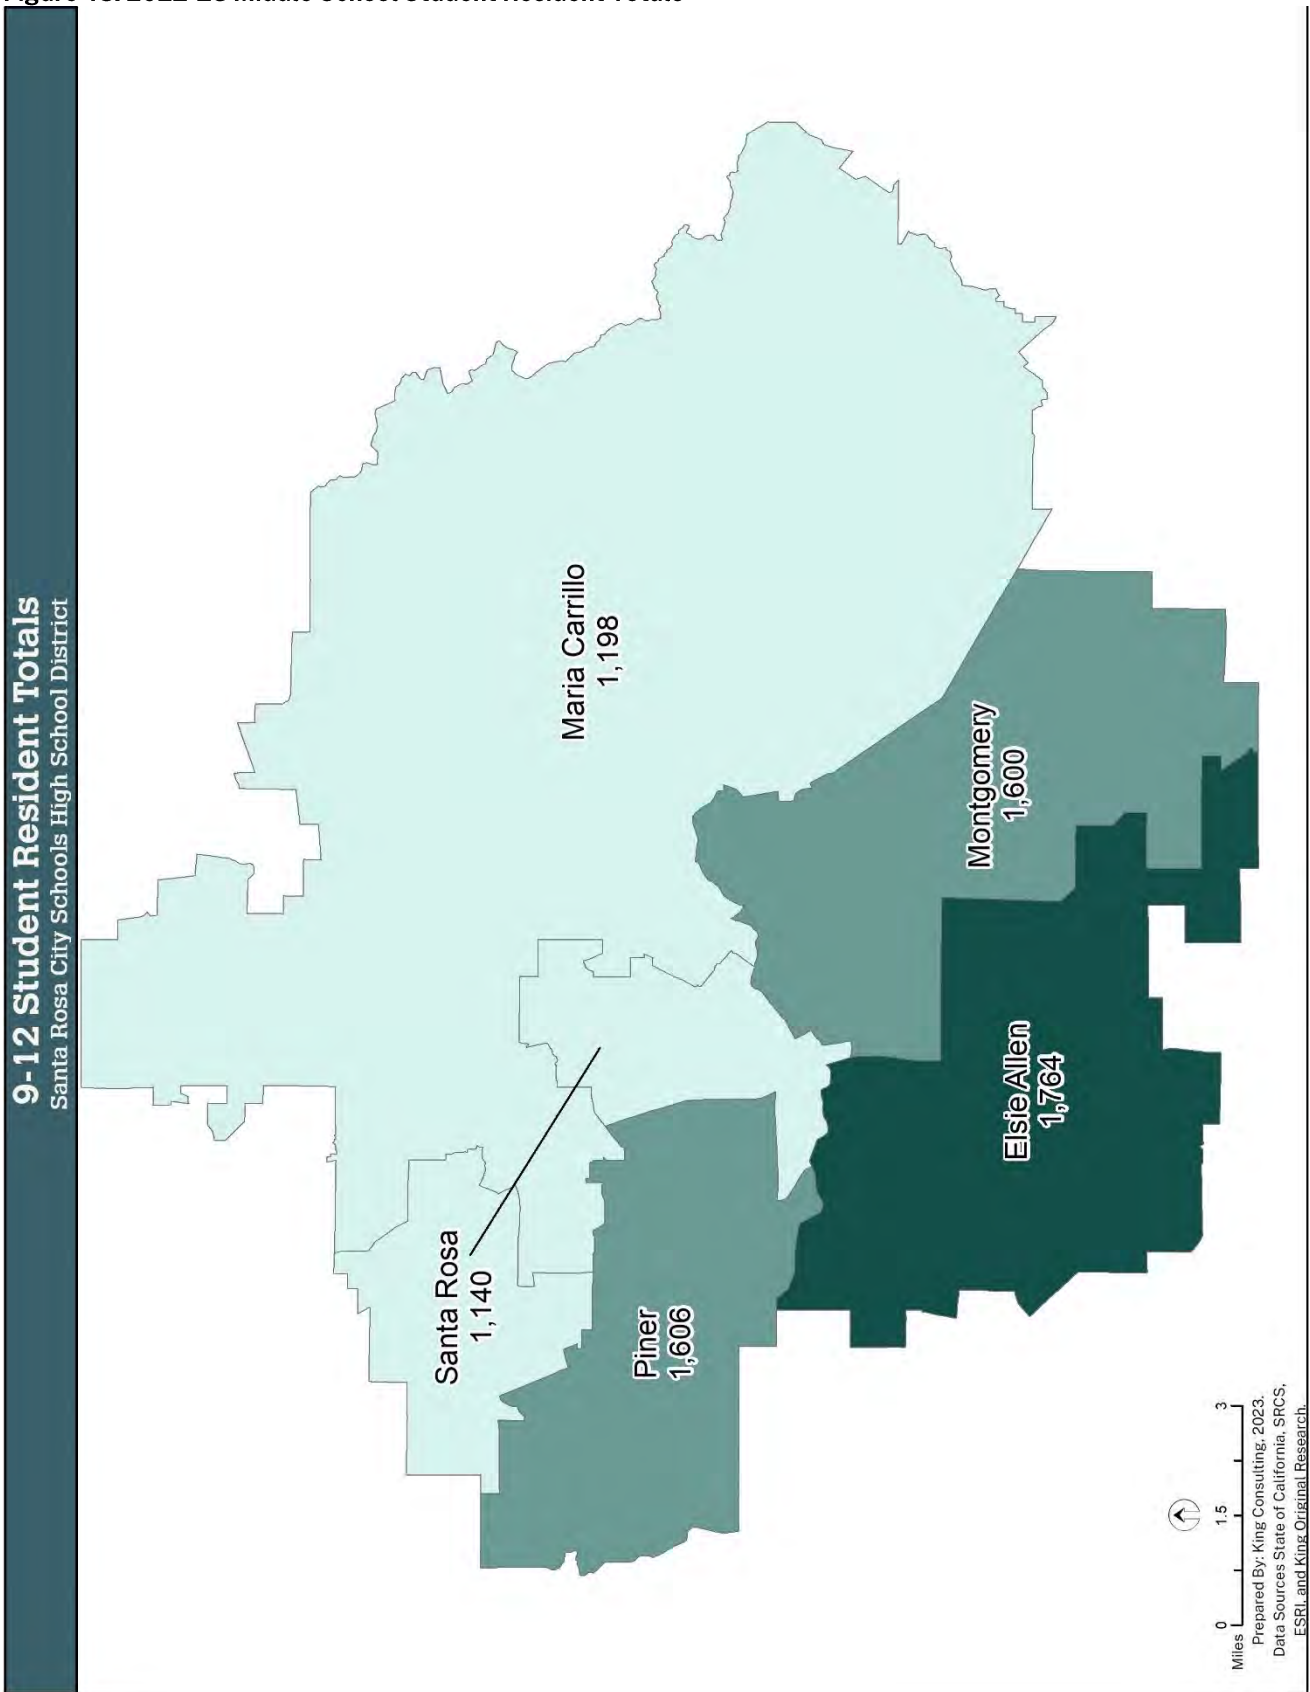 Figure 18. 2022-23 Middle School Student Resident Totals
9-12 Student Resident Totals
Santa Rosa City Schools High School District
Maria Carrillo
1,198
Santa Rosa
1,140
Montgomery
1,600
Piner
1,606
Elsie Allen
1,764
Miles
0 1.5 3
Prepared By: King Consulting, 2023.
Data Sources State of California, SRCS,
ESRI, and King Original Research.